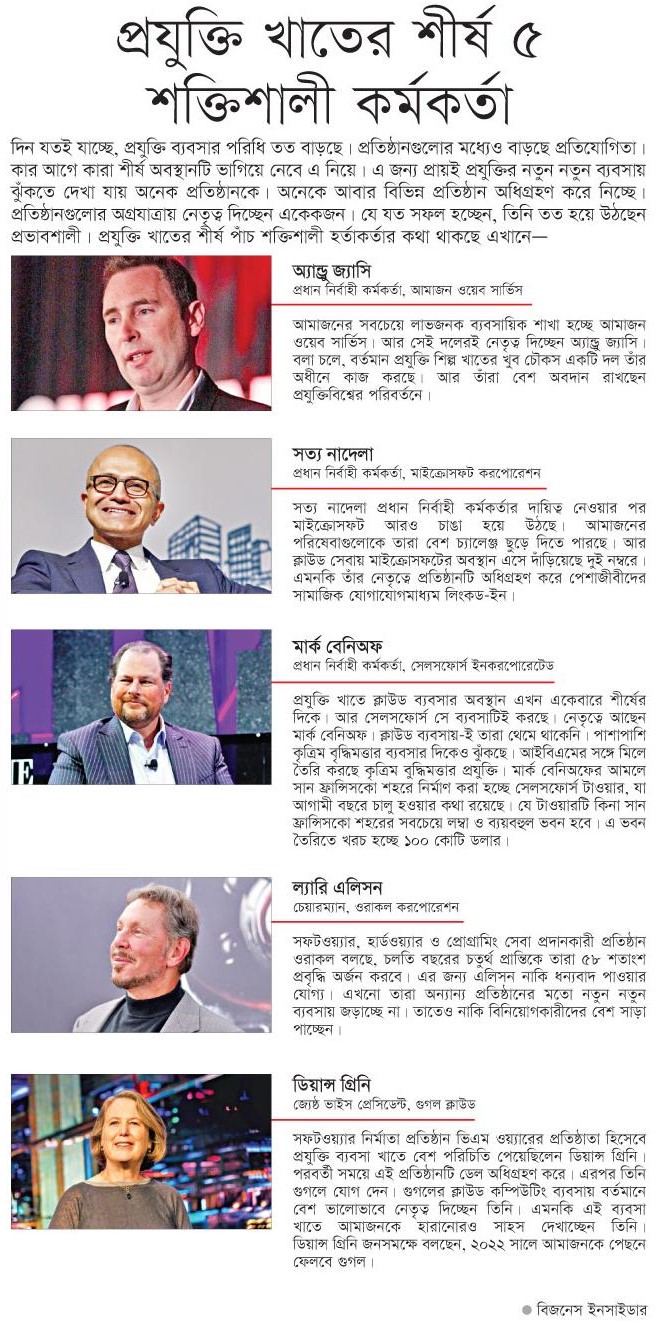 প্রযুক্তি খাতের শীর্ষ ৫
শক্তিশালী কর্মকর্তা
দিন যতই যাচ্ছে, প্রযুক্তি ব্যবসার পরিধি তত বাড়ছে। প্রতিষ্ঠানগুলোর মধ্যেও বাড়ছে প্রতিযোগিতা।
কার আগে কারা শীর্ষ অবস্থানটি ভাগিয়ে নেবে এ নিয়ে। এ জন্য প্রায়ই প্রযুক্তির নতুন নতুন ব্যবসায়
ঝুঁকতে দেখা যায় অনেক প্রতিষ্ঠানকে। অনেকে আবার বিভিন্ন প্রতিষ্ঠান অধিগ্রহণ করে নিচ্ছে।
প্রতিষ্ঠানগুলোর অগ্রযাত্রায় নেতৃত্ব দিচ্ছেন একেকজন। যে যত সফল হচ্ছেন, তিনি তত হয়ে উঠছেন
প্রভাবশালী। প্রযুক্তি খাতের শীর্ষ পাঁচ শক্তিশালী হর্তাকর্তার কথা থাকছে এখানে—
অ্যান্ড্রু জ্যাসি
প্রধান নির্বাহী কর্মকর্তা, আমাজন ওয়েব সার্ভিস
আমাজনের সবচেয়ে লাভজনক ব্যবসায়িক শাখা হচ্ছে আমাজন
ওয়েব সার্ভিস। আর সেই দলেরই নেতৃত্ব দিচ্ছেন অ্যান্ড্রু জ্যাসি।
বলা চলে, বর্তমান প্রযুক্তি শিল্প খাতের খুব চৌকস একটি দল তাঁর
অধীনে কাজ করছে। আর তাঁরা বেশ অবদান রাখছেন
প্রযুক্তিবিশ্বের পরিবর্তনে।
সত্য নাদেলা
প্রধান নির্বাহী কর্মকর্তা, মাইক্রোসফট করপোরেশন
সত্য নাদেলা প্রধান নির্বাহী কর্মকর্তার দায়িত্ব নেওয়ার পর
মাইক্রোসফট আরও চাঙা হয়ে উঠছে। আমাজনের
পরিষেবাগুলোকে তারা বেশ চ্যালেঞ্জ ছুড়ে দিতে পারছে। আর
ক্লাউড সেবায় মাইক্রোসফটের অবস্থান এসে দাঁড়িয়েছে দুই নম্বরে।
এমনকি তাঁর নেতৃত্বে প্রতিষ্ঠানটি অধিগ্রহণ করে পেশাজীবীদের
সামাজিক যোগাযোগমাধ্যম লিংকড-ইন।
মার্ক বেনিঅফ
প্রধান নির্বাহী কর্মকর্তা, সেলসফোর্স ইনকরপোরেটেড
প্রযুক্তি খাতে ক্লাউড ব্যবসার অবস্থান এখন একেবারে শীর্ষের
দিকে। আর সেলসফোর্স সে ব্যবসাটিই করছে। নেতৃত্বে আছেন
মার্ক বেনিঅফ। ক্লাউড ব্যবসায়-ই তারা থেমে থাকেনি। পাশাপাশি
কৃত্রিম বৃদ্ধিমত্তার ব্যবসার দিকেও ঝুঁকছে। আইবিএমের সঙ্গে মিলে
তৈরি করছে কৃত্রিম বুদ্ধিমত্তার প্রযুক্তি। মার্ক বেনিঅফের আমলে
সান ফ্রান্সিসকো শহরে নির্মাণ করা হচ্ছে সেলসফোর্স টাওয়ার, যা
আগামী বছরে চালু হওয়ার কথা রয়েছে। যে টাওয়ারটি কিনা সান
ফ্রান্সিসকো শহরের সবচেয়ে লম্বা ও ব্যয়বহুল ভবন হবে। এ ভবন
তৈরিতে খরচ হচ্ছে ১০০ কোটি ডলার।
ল্যারি এলিসন
চেয়ারম্যান, ওরাকল করপোরেশন
সফটওয়্যার, হার্ডওয়্যার ও প্রোগ্রামিং সেবা প্রদানকারী প্রতিষ্ঠান
ওরাকল বলছে, চলতি বছরের চতুর্থ প্রান্তিকে তারা ৫৮ শতাংশ
প্রবৃদ্ধি অর্জন করবে। এর জন্য এলিসন নাকি ধন্যবাদ পাওয়ার
যোগ্য। এখনো তারা অন্যান্য প্রতিষ্ঠানের মতো নতুন নতুন
ব্যবসায় জড়াচ্ছে না। তাতেও নাকি বিনিয়োগকারীদের বেশ সাড়া
পাচ্ছেন।
ডিয়ান্স গ্রিনি
জ্যেষ্ঠ ভাইস প্রেসিডেন্ট, গুগল ক্লাউড
সফটওয়্যার নির্মাতা প্রতিষ্ঠান ভিএম ওয়্যারের প্রতিষ্ঠাতা হিসেবে
প্রযুক্তি ব্যবসা খাতে বেশ পরিচিতি পেয়েছিলেন ডিয়ান্স গ্রিনি।
পরবর্তী সময়ে এই প্রতিষ্ঠানটি ডেল অধিগ্রহণ করে। এরপর তিনি
গুগলে যোগ দেন। গুগলের ক্লাউড কম্পিউটিং ব্যবসায় বর্তমানে
বেশ ভালোভাবে নেতৃত্ব দিচ্ছেন তিনি। এমনকি এই ব্যবসা
খাতে আমাজনকে হারানোরও সাহস দেখাচ্ছেন তিনি।
ডিয়ান্স গ্রিনি জনসমক্ষে বলছেন, ২০২২ সালে আমাজনকে পেছনে
ফেলবে গুগল।
● বিজনেস ইনসাইডার